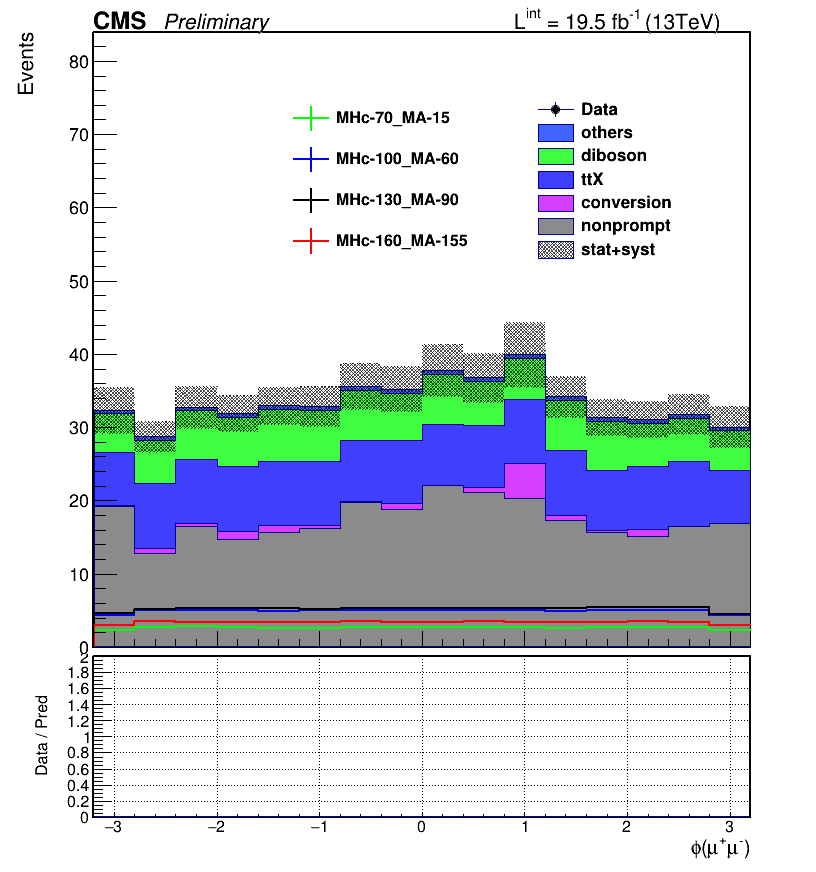 CMS Preliminary L^int = 19.5 fb⁻¹ (13TeV)
Events
80
70
60
50
40
30
20
10
0
MHc-70_MA-15
MHc-100_MA-60
MHc-130_MA-90
MHc-160_MA-155
Data
others
diboson
ttX
conversion
nonprompt
stat+syst
Data / Pred
2
1.8
1.6
1.4
1.2
1
0.8
0.6
0.4
0.2
0
−3 −2 −1 0 1 2 3
ϕ(μ⁺μ⁻)